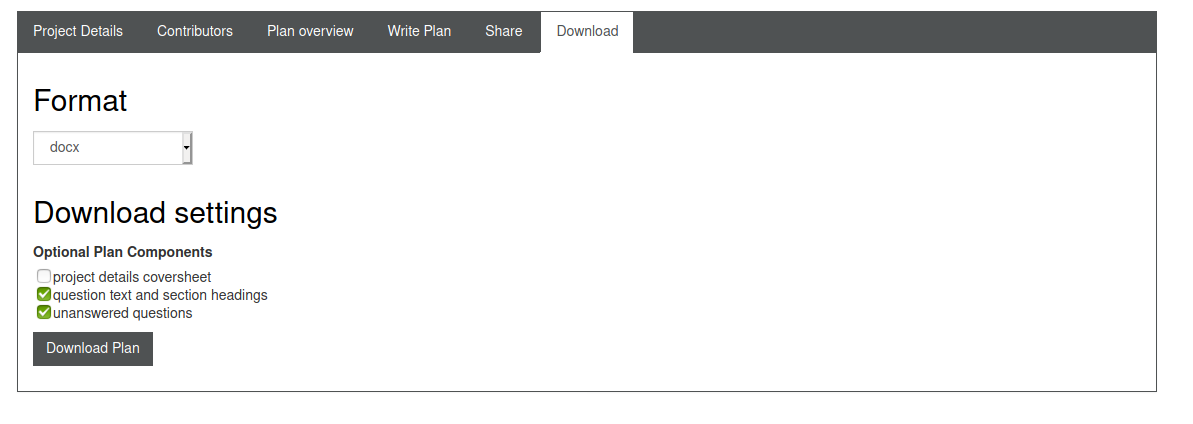 Project Details Contributors Plan overview Write Plan Share Download
Format
docx
Download settings
Optional Plan Components
project details coversheet
question text and section headings
unanswered questions
Download Plan